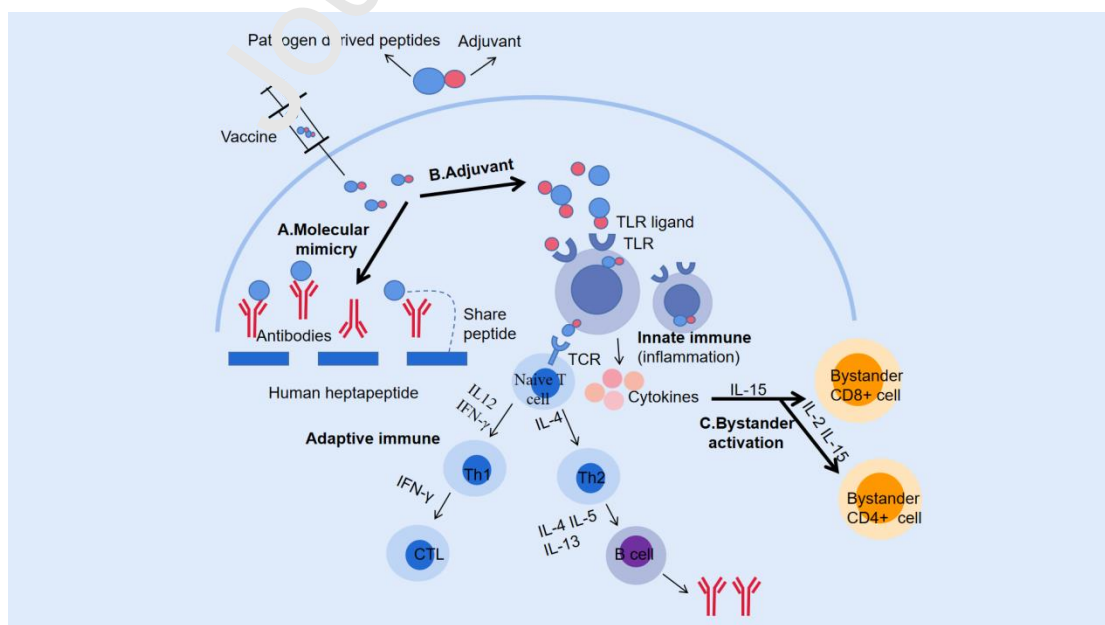 Pathogen derived peptides
Adjuvant
Vaccine
B.Adjuvant
A.Molecular
mimicry
TLR ligand
TLR
Antibodies
Share
peptide
Human heptapeptide
TCR
Innate immune
(inflammation)
Naive T
cell
Cytokines
IL12
IFN-γ
IL-4
IL-15
Bystander
CD8+ cell
C.Bystander
activation
IL-2 IL-15
Bystander
CD4+ cell
Adaptive immune
Th1
Th2
IFN-γ
IL-4 IL-5
IL-13
CTL
B cell
Jou